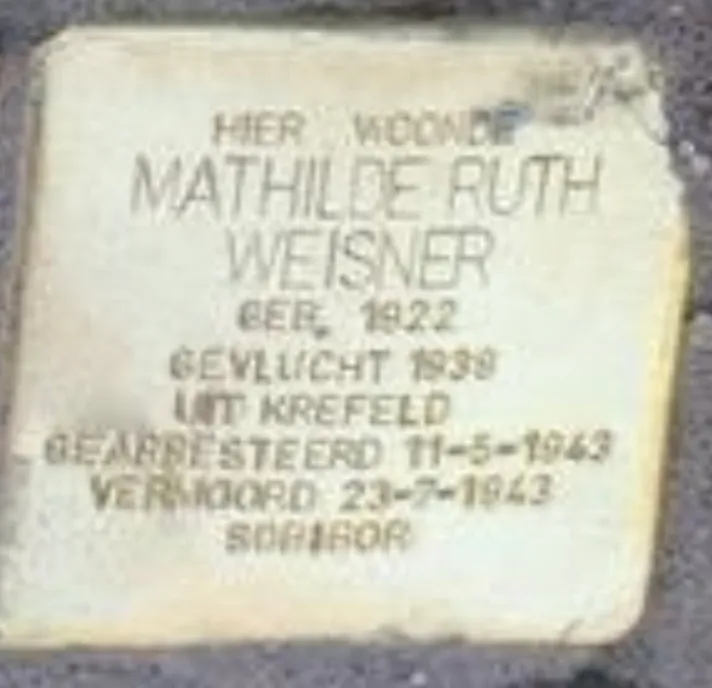 HIER WOONDE
MATHILDE RUTH
WEISNER
GEB. 1922
GEVLUCHT 1939
UIT KREFELD
GEARRESTEERD 11-5-1943
VERMOORD 23-7-1943
SOBIBOR